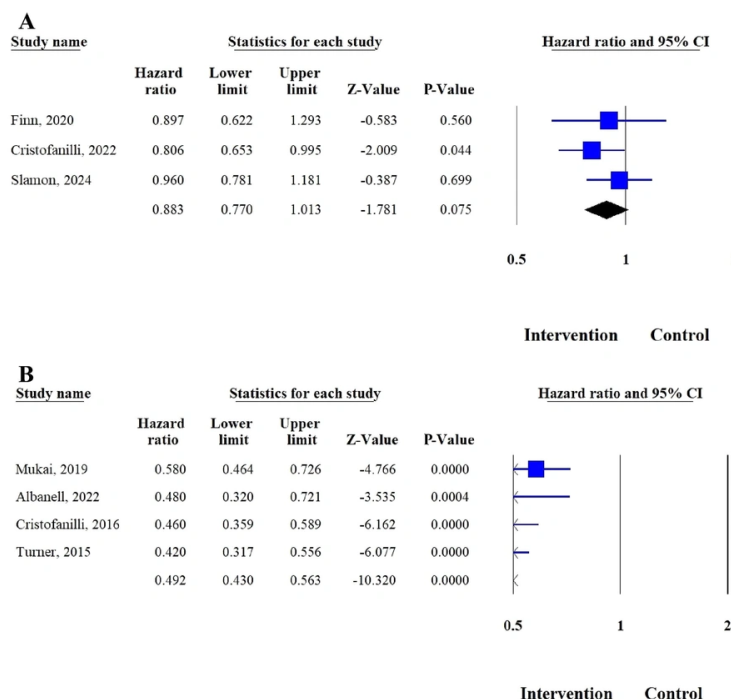 A
Study name Statistics for each study Hazard ratio and 95% CI
Hazard Lower Upper
ratio limit limit Z-Value P-Value
Finn, 2020 0.897 0.622 1.293 -0.583 0.560
Cristofanilli, 2022 0.806 0.653 0.995 -2.009 0.044
Slamon, 2024 0.960 0.781 1.181 -0.387 0.699
0.883 0.770 1.013 -1.781 0.075
0.5 1
Intervention Control
B
Study name Statistics for each study Hazard ratio and 95% CI
Hazard Lower Upper
ratio limit limit Z-Value P-Value
Mukai, 2019 0.580 0.464 0.726 -4.766 0.0000
Albanell, 2022 0.480 0.320 0.721 -3.535 0.0004
Cristofanilli, 2016 0.460 0.359 0.589 -6.162 0.0000
Turner, 2015 0.420 0.317 0.556 -6.077 0.0000
0.492 0.430 0.563 -10.320 0.0000
0.5 1 2
Intervention Control